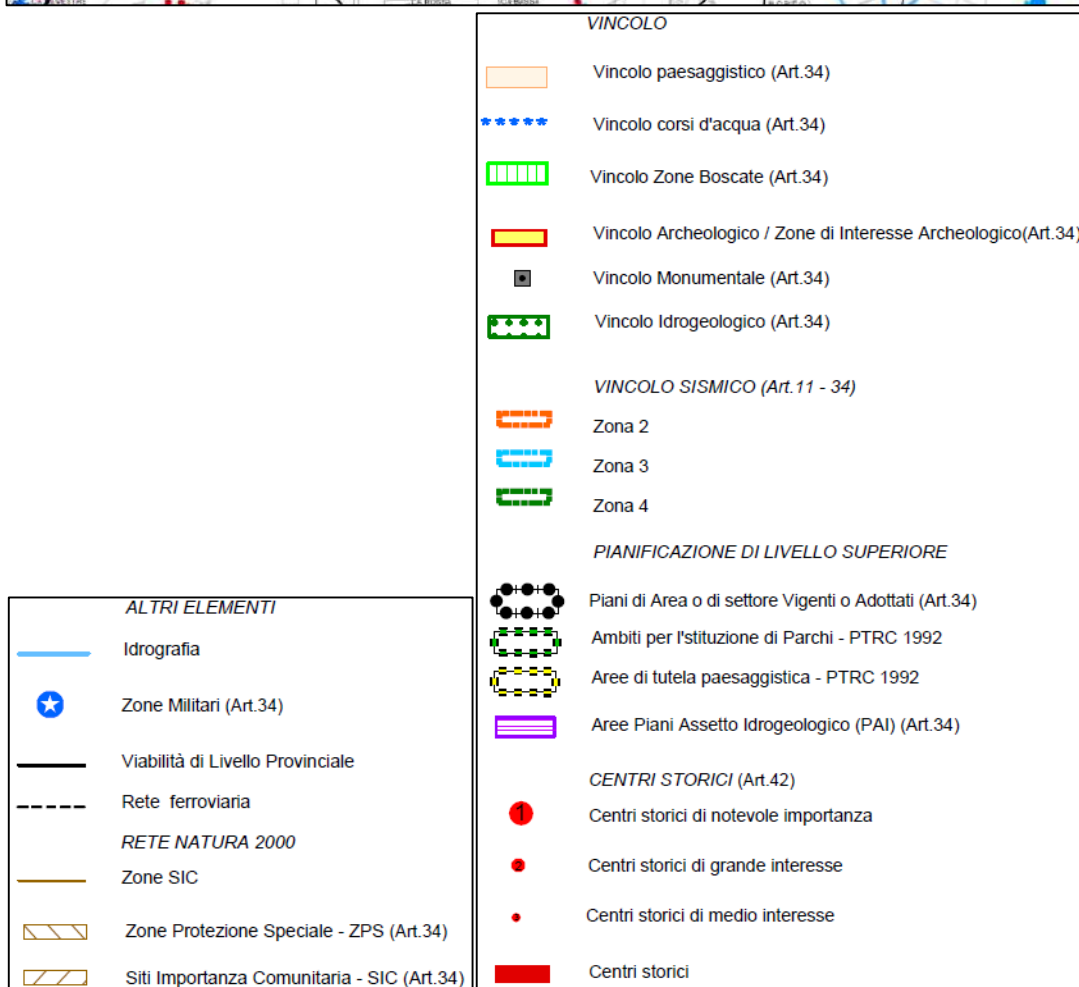 VINCOLO
Vincolo paesaggistico (Art.34)
Vincolo corsi d'acqua (Art.34)
Vincolo Zone Boscate (Art.34)
Vincolo Archeologico / Zone di Interesse Archeologico(Art.34)
Vincolo Monumentale (Art.34)
Vincolo Idrogeologico (Art.34)
VINCOLO SISMICO (Art.11 - 34)
Zona 2
Zona 3
Zona 4
PIANIFICAZIONE DI LIVELLO SUPERIORE
Piani di Area o di settore Vigenti o Adottati (Art.34)
Ambiti per l'stituzione di Parchi - PTRC 1992
Aree di tutela paesaggistica - PTRC 1992
Aree Piani Assetto Idrogeologico (PAI) (Art.34)
CENTRI STORICI (Art.42)
1 Centri storici di notevole importanza
2 Centri storici di grande interesse
Centri storici di medio interesse
Centri storici
ALTRI ELEMENTI
Idrografia
Zone Militari (Art.34)
Viabilità di Livello Provinciale
Rete ferroviaria
RETE NATURA 2000
Zone SIC
Zone Protezione Speciale - ZPS (Art.34)
Siti Importanza Comunitaria - SIC (Art.34)